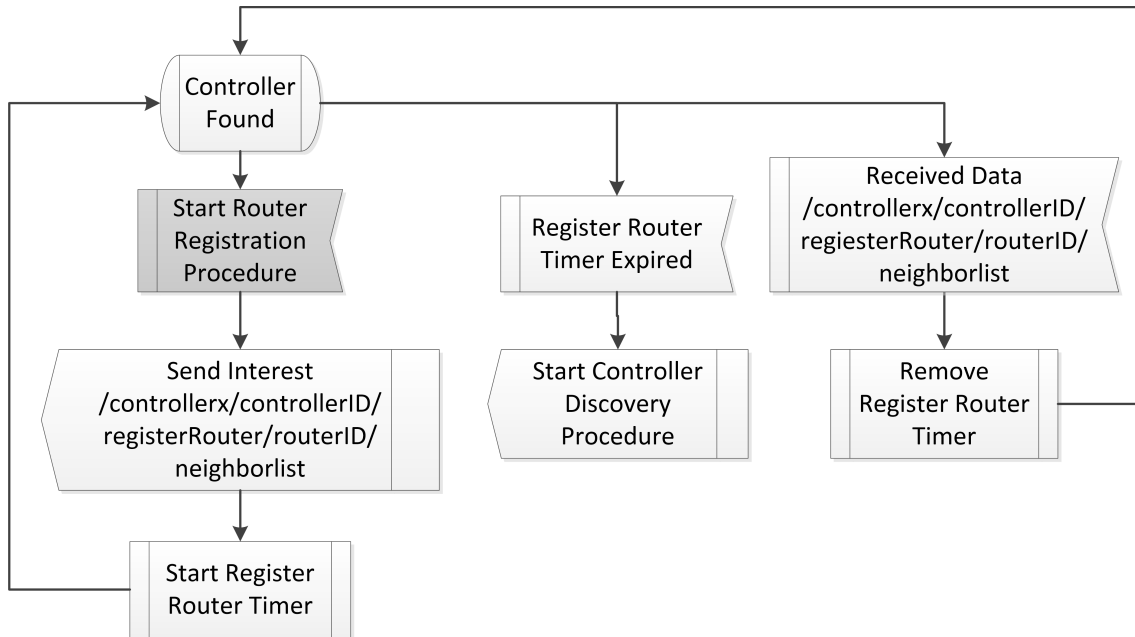 Controller
Found
Start Router
Registration
Procedure
Send Interest
/controllerx/controllerID/
registerRouter/routerID/
neighborlist
Start Register
Router Timer
Register Router
Timer Expired
Start Controller
Discovery
Procedure
Received Data
/controllerx/controllerID/
regiesterRouter/routerID/
neighborlist
Remove
Register Router
Timer